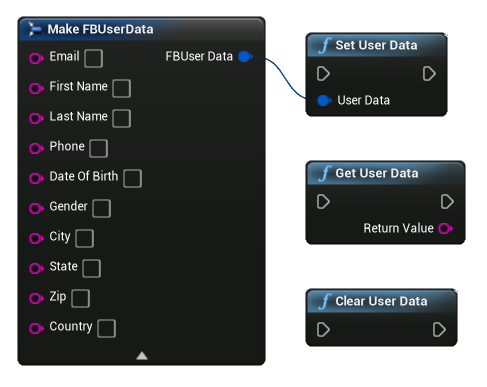 Make FBUserData
Email
FBUser Data
First Name
Last Name
Phone
Date Of Birth
Gender
City
State
Zip
Country
f Set User Data
User Data
f Get User Data
Return Value
f Clear User Data